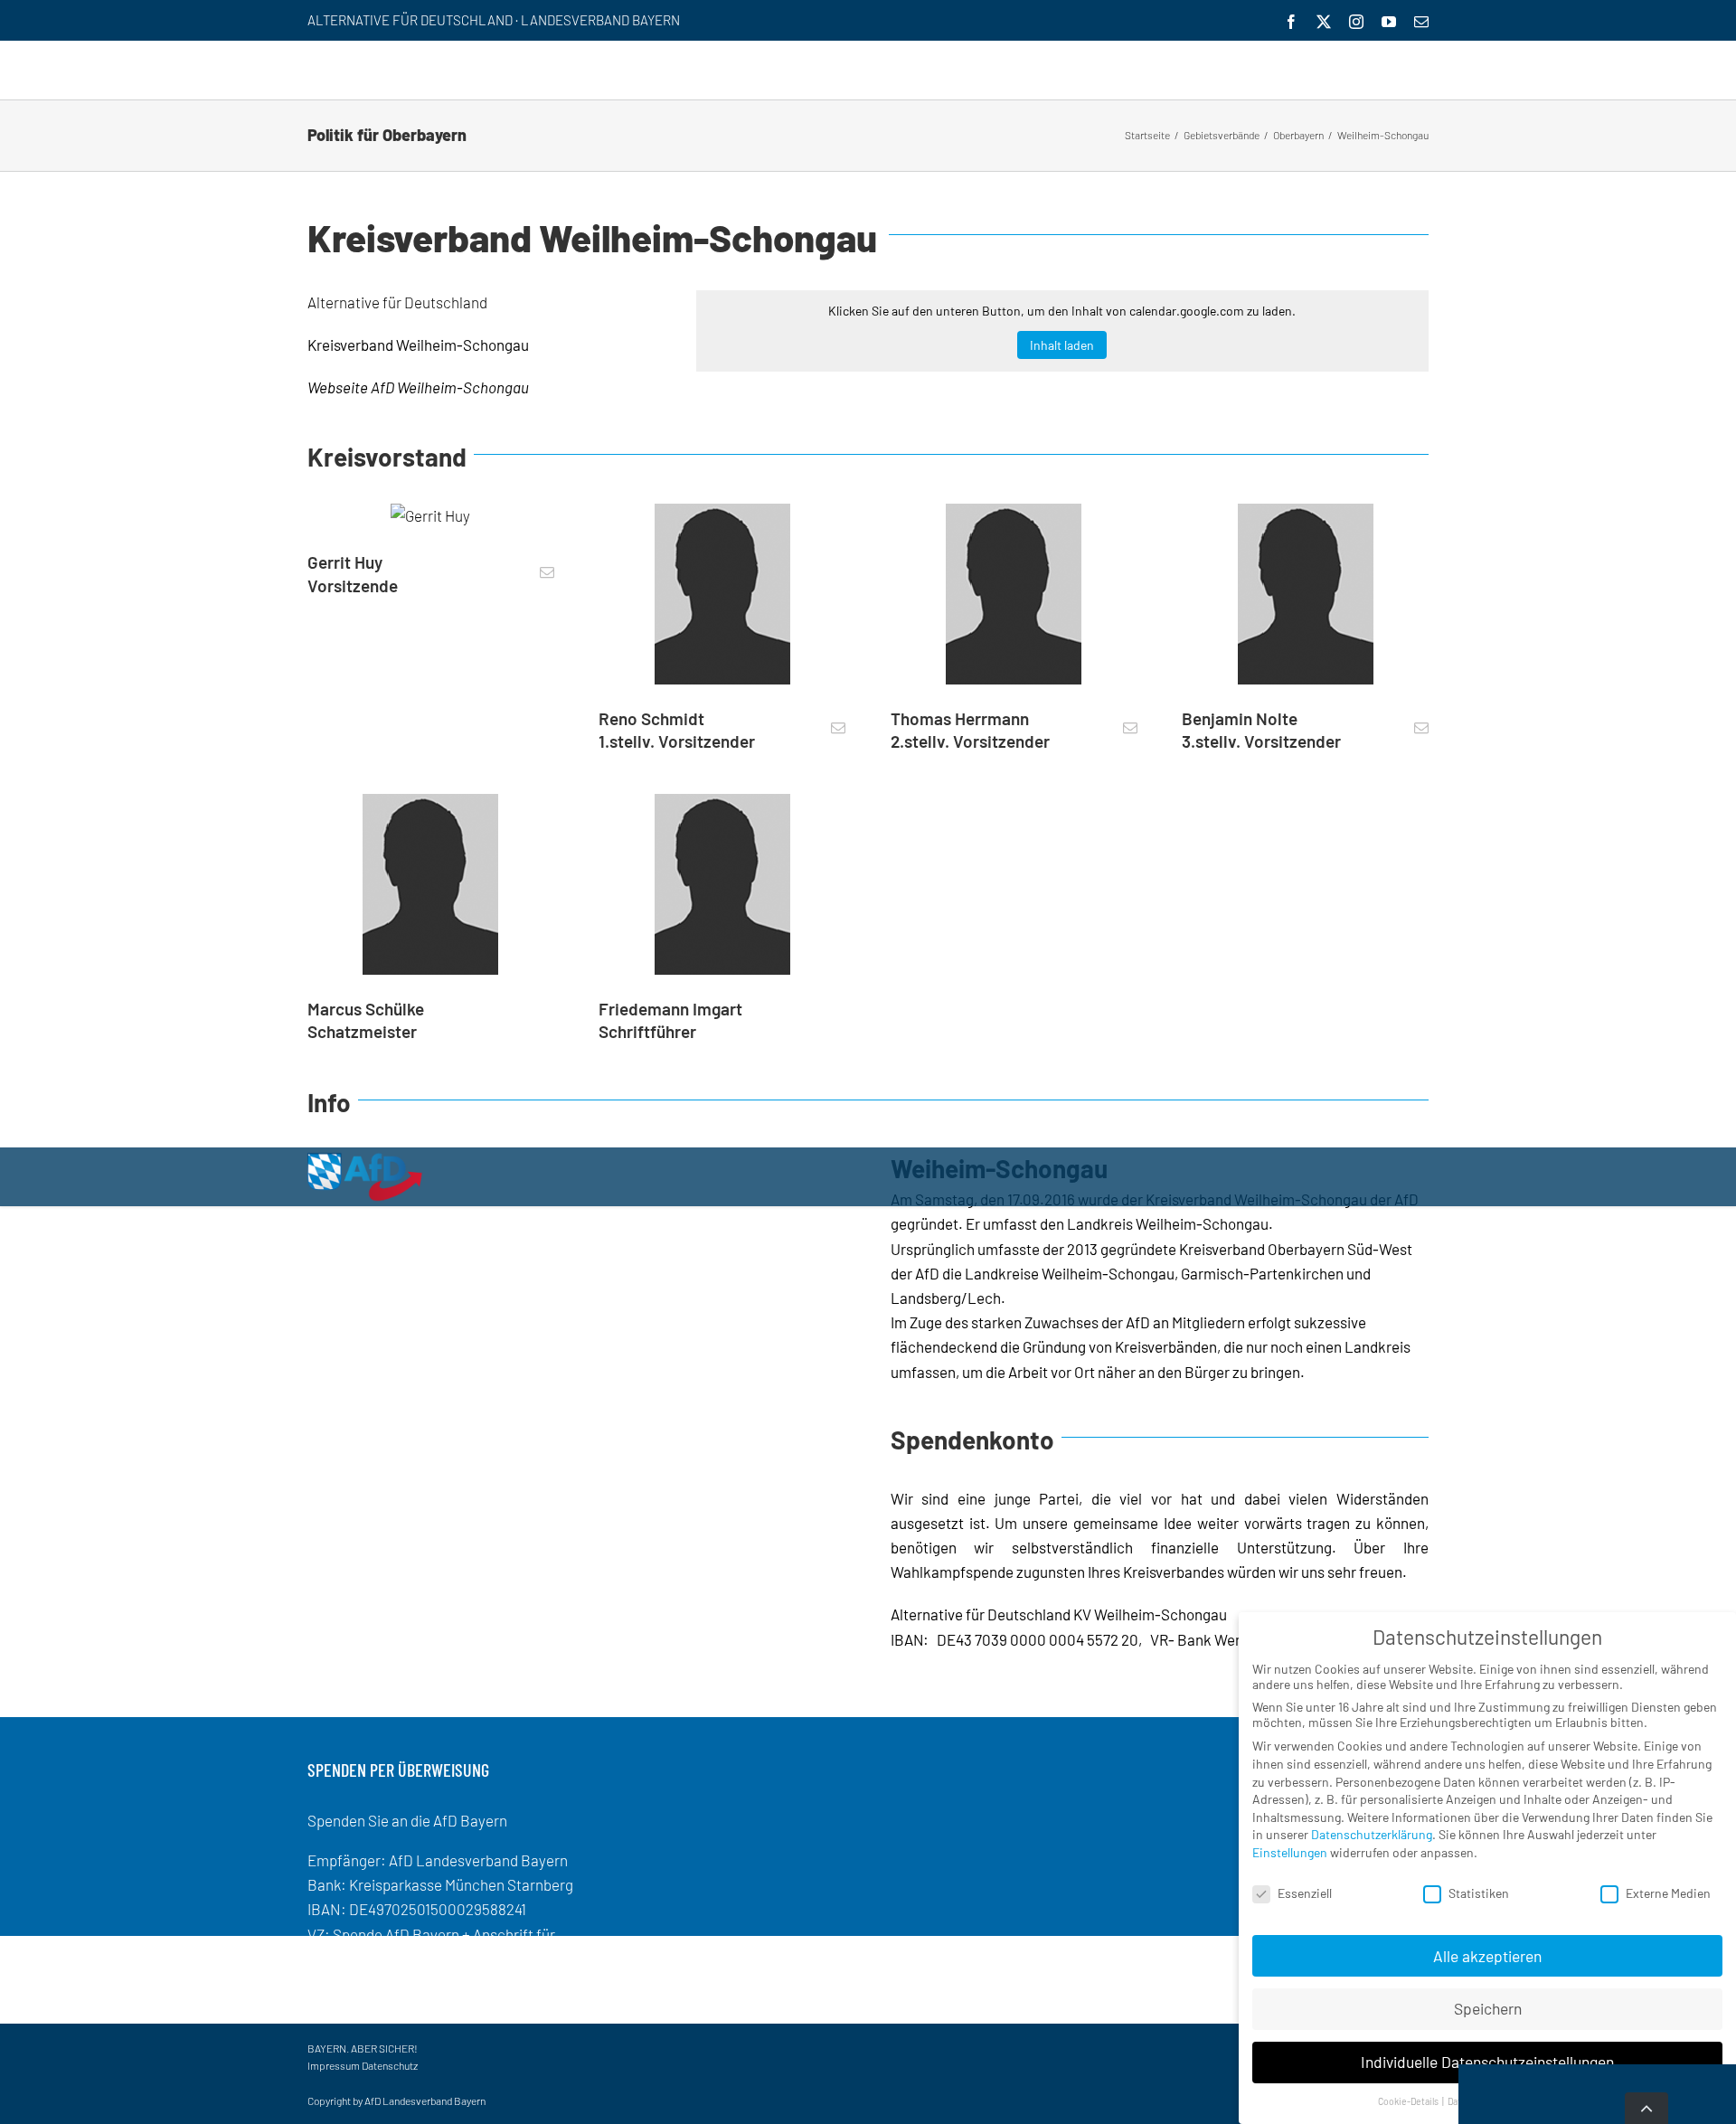 ALTERNATIVE FÜR DEUTSCHLAND · LANDESVERBAND BAYERN
Politik für Oberbayern
Startseite / Gebietsverbände / Oberbayern / Weilheim-Schongau
Kreisverband Weilheim-Schongau
Alternative für Deutschland
Kreisverband Weilheim-Schongau
Webseite AfD Weilheim-Schongau
Klicken Sie auf den unteren Button, um den Inhalt von calendar.google.com zu laden.
Inhalt laden
Kreisvorstand
Gerrit Huy
Gerrit Huy
Vorsitzende
Reno Schmidt
1.stellv. Vorsitzender
Thomas Herrmann
2.stellv. Vorsitzender
Benjamin Nolte
3.stellv. Vorsitzender
Marcus Schülke
Schatzmeister
Friedemann Imgart
Schriftführer
Info
AfD
Weiheim-Schongau
Am Samstag, den 17.09.2016 wurde der Kreisverband Weilheim-Schongau der AfD
gegründet. Er umfasst den Landkreis Weilheim-Schongau.
Ursprünglich umfasste der 2013 gegründete Kreisverband Oberbayern Süd-West
der AfD die Landkreise Weilheim-Schongau, Garmisch-Partenkirchen und
Landsberg/Lech.
Im Zuge des starken Zuwachses der AfD an Mitgliedern erfolgt sukzessive
flächendeckend die Gründung von Kreisverbänden, die nur noch einen Landkreis
umfassen, um die Arbeit vor Ort näher an den Bürger zu bringen.
Spendenkonto
Wir sind eine junge Partei, die viel vor hat und dabei vielen Widerständen
ausgesetzt ist. Um unsere gemeinsame Idee weiter vorwärts tragen zu können,
benötigen wir selbstverständlich finanzielle Unterstützung. Über Ihre
Wahlkampfspende zugunsten Ihres Kreisverbandes würden wir uns sehr freuen.
Alternative für Deutschland KV Weilheim-Schongau
IBAN: DE43 7039 0000 0004 5572 20, VR- Bank
SPENDEN PER ÜBERWEISUNG
Spenden Sie an die AfD Bayern
Empfänger: AfD Landesverband Bayern
Bank: Kreisparkasse München Starnberg
IBAN: DE49702501500029588241
VZ: Spende AfD Bayern + Anschrift für
BAYERN. ABER SICHER!
Impressum Datenschutz
Copyright by AfD Landesverband Bayern
Datenschutzeinstellungen
Wir nutzen Cookies auf unserer Website. Einige von ihnen sind essenziell, während
andere uns helfen, diese Website und Ihre Erfahrung zu verbessern.
Wenn Sie unter 16 Jahre alt sind und Ihre Zustimmung zu freiwilligen Diensten geben
möchten, müssen Sie Ihre Erziehungsberechtigten um Erlaubnis bitten.
Wir verwenden Cookies und andere Technologien auf unserer Website. Einige von
ihnen sind essenziell, während andere uns helfen, diese Website und Ihre Erfahrung
zu verbessern. Personenbezogene Daten können verarbeitet werden (z. B. IP-
Adressen), z. B. für personalisierte Anzeigen und Inhalte oder Anzeigen- und
Inhaltsmessung. Weitere Informationen über die Verwendung Ihrer Daten finden Sie
in unserer Datenschutzerklärung. Sie können Ihre Auswahl jederzeit unter
Einstellungen widerrufen oder anpassen.
Essenziell
Statistiken
Externe Medien
Alle akzeptieren
Speichern
Individuelle Datenschutzeinstellungen
Cookie-Details |